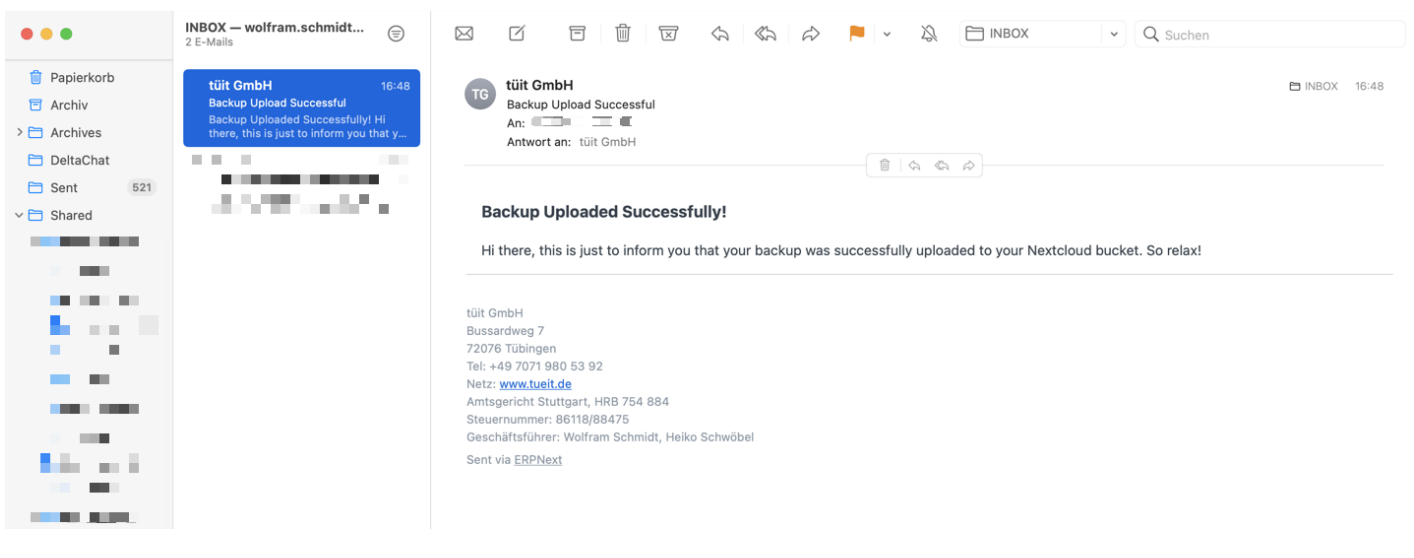 INBOX — wolfram.schmidt...
2 E-Mails
INBOX
Suchen
Papierkorb
Archiv
Archives
DeltaChat
Sent 521
Shared
tüit GmbH 16:48
Backup Upload Successful
Backup Uploaded Successfully! Hi
there, this is just to inform you that y...
TG
tüit GmbH
INBOX 16:48
Backup Upload Successful
An:
Antwort an: tüit GmbH
Backup Uploaded Successfully!
Hi there, this is just to inform you that your backup was successfully uploaded to your Nextcloud bucket. So relax!
tüit GmbH
Bussardweg 7
72076 Tübingen
Tel: +49 7071 980 53 92
Netz: www.tueit.de
Amtsgericht Stuttgart, HRB 754 884
Steuernummer: 86118/88475
Geschäftsführer: Wolfram Schmidt, Heiko Schwöbel
Sent via ERPNext